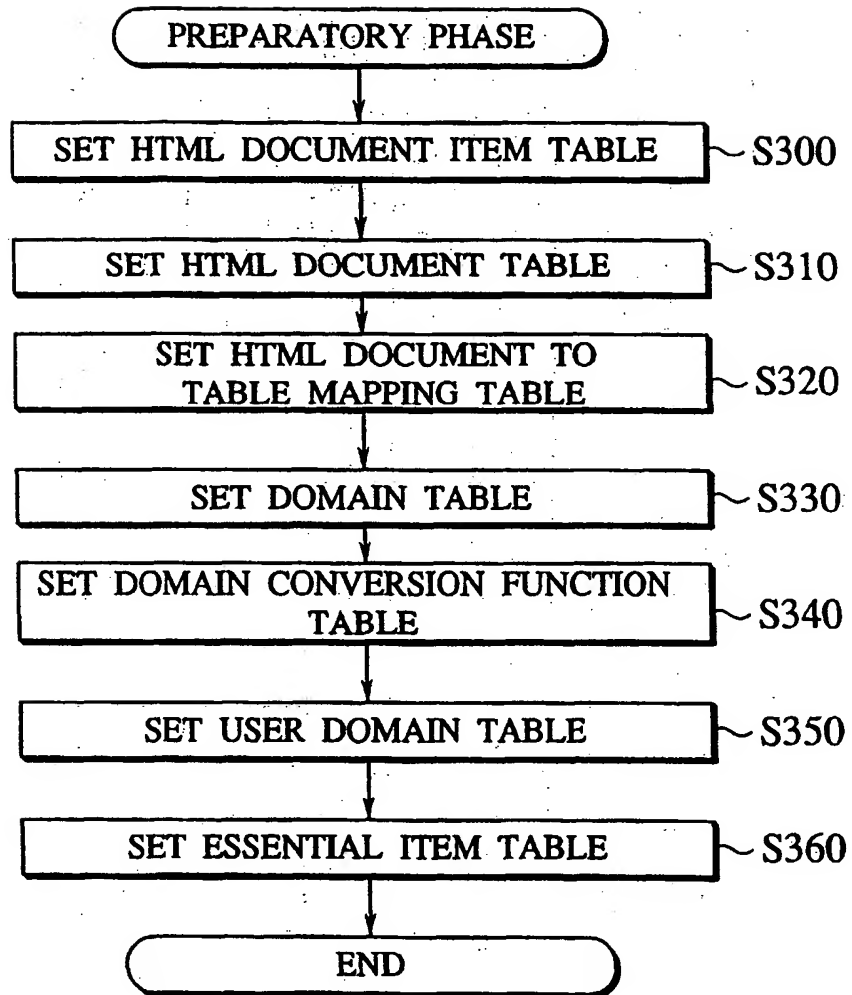 PREPARATORY PHASE
SET HTML DOCUMENT ITEM TABLE
S300
SET HTML DOCUMENT TABLE
S310
SET HTML DOCUMENT TO
TABLE MAPPING TABLE
S320
SET DOMAIN TABLE
S330
SET DOMAIN CONVERSION FUNCTION
TABLE
S340
SET USER DOMAIN TABLE
S350
SET ESSENTIAL ITEM TABLE
S360
END